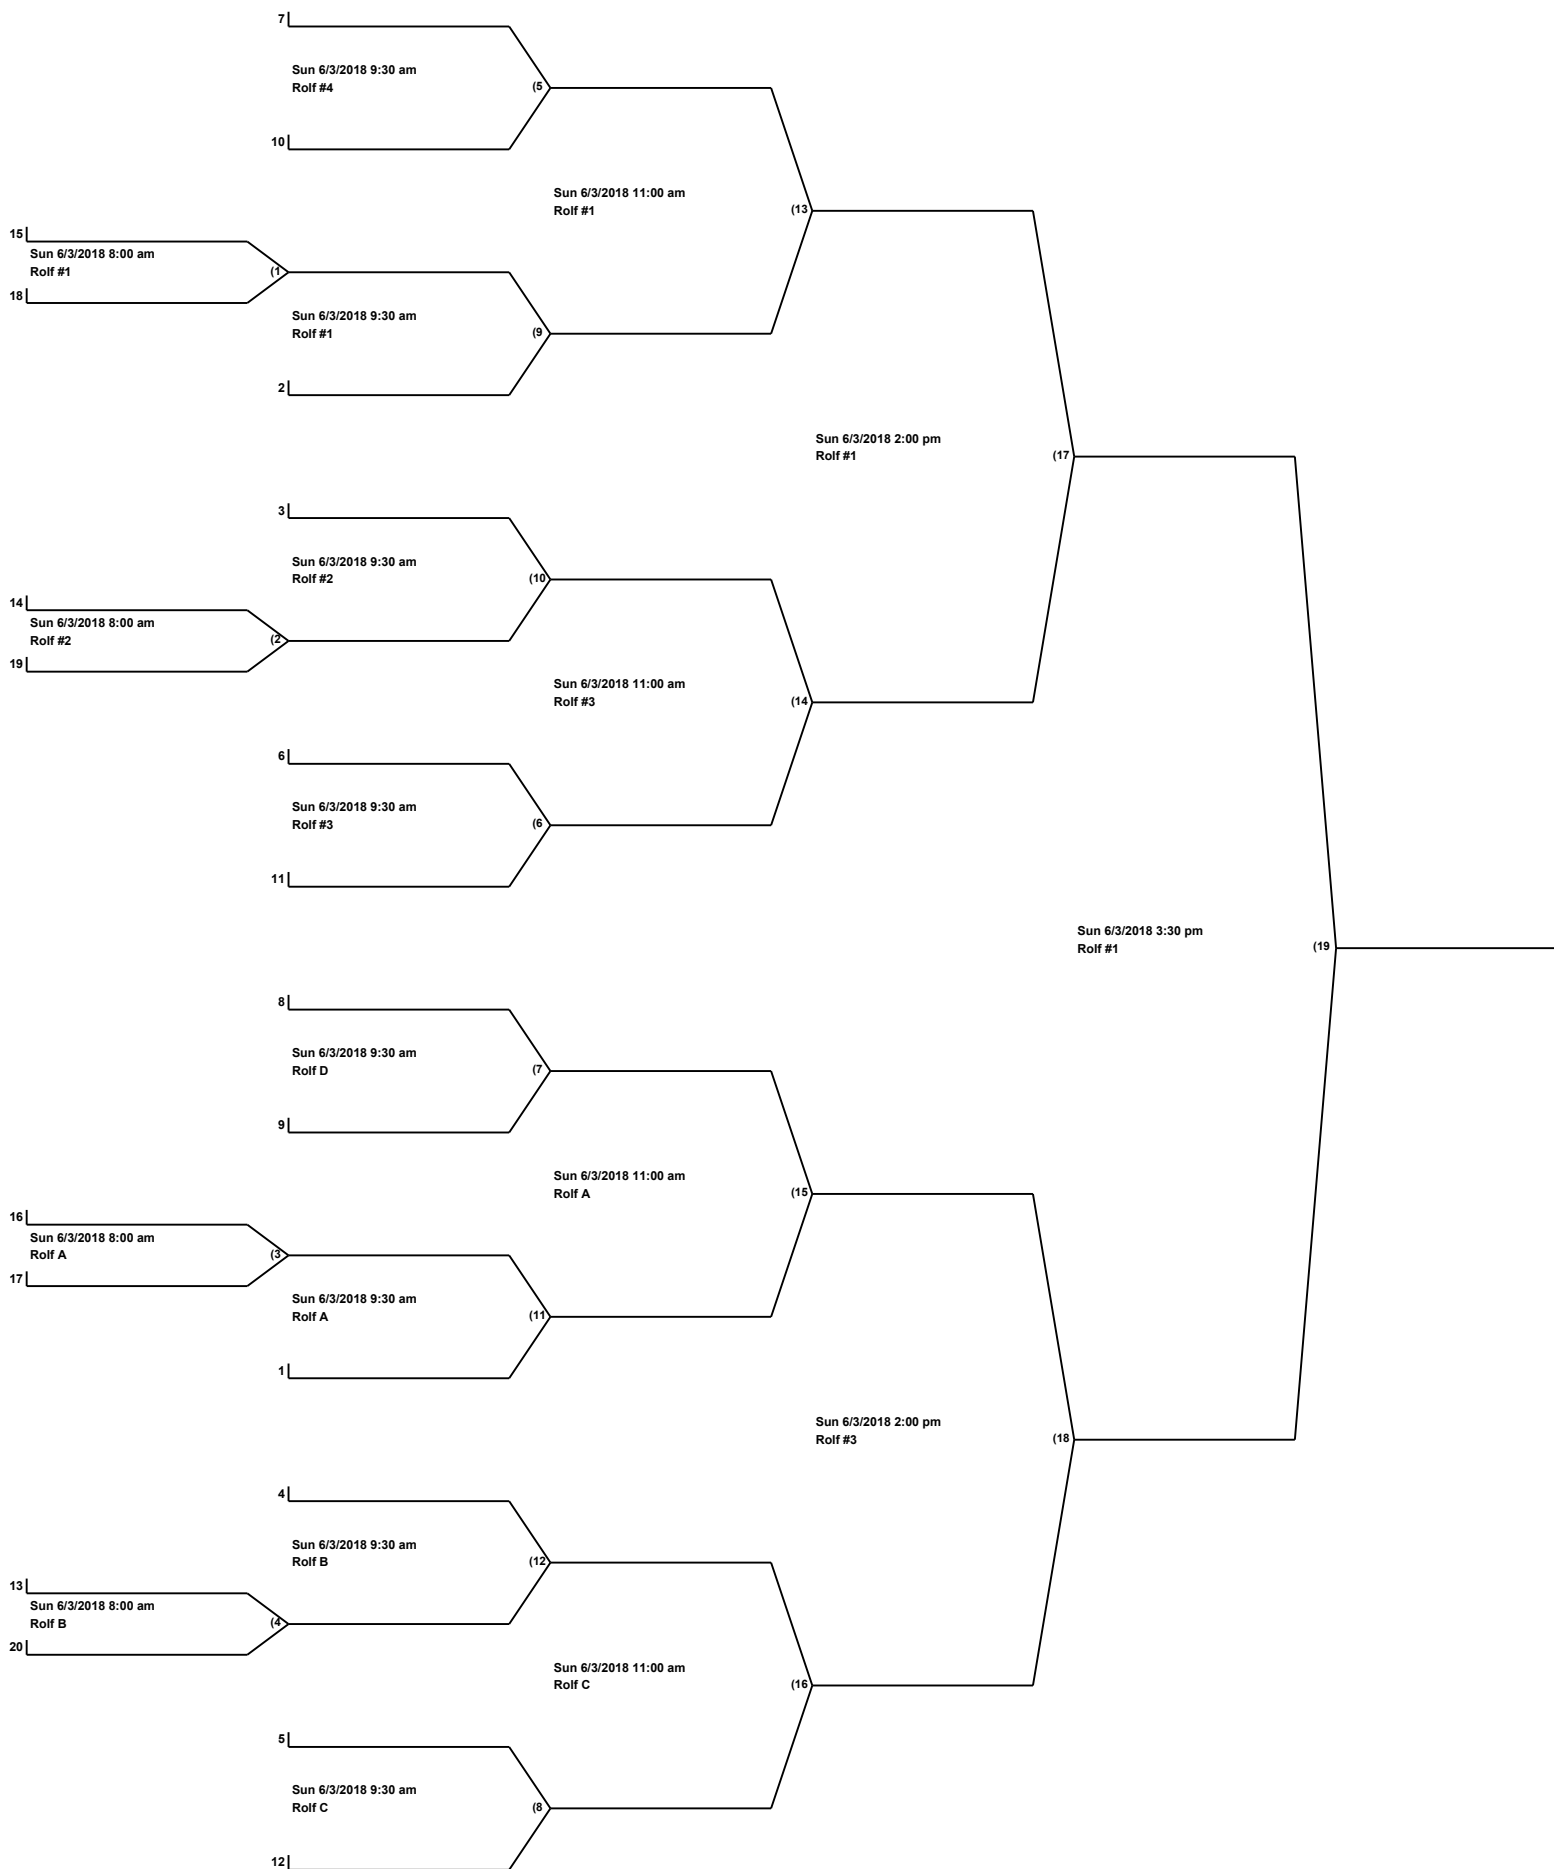 7
Sun 6/3/2018 9:30 am
Rolf #4
(5
10
Sun 6/3/2018 11:00 am
Rolf #1
(13
15
Sun 6/3/2018 8:00 am
Rolf #1
(1
18
Sun 6/3/2018 9:30 am
Rolf #1
(9
2
Sun 6/3/2018 2:00 pm
Rolf #1
(17
3
Sun 6/3/2018 9:30 am
Rolf #2
(10
14
Sun 6/3/2018 8:00 am
Rolf #2
(2
19
Sun 6/3/2018 11:00 am
Rolf #3
(14
6
Sun 6/3/2018 9:30 am
Rolf #3
(6
11
Sun 6/3/2018 3:30 pm
Rolf #1
(19
8
Sun 6/3/2018 9:30 am
Rolf D
(7
9
Sun 6/3/2018 11:00 am
Rolf A
(15
16
Sun 6/3/2018 8:00 am
Rolf A
(3
17
Sun 6/3/2018 9:30 am
Rolf A
(11
1
Sun 6/3/2018 2:00 pm
Rolf #3
(18
4
Sun 6/3/2018 9:30 am
Rolf B
(12
13
Sun 6/3/2018 8:00 am
Rolf B
(4
20
Sun 6/3/2018 11:00 am
Rolf C
(16
5
Sun 6/3/2018 9:30 am
Rolf C
(8
12